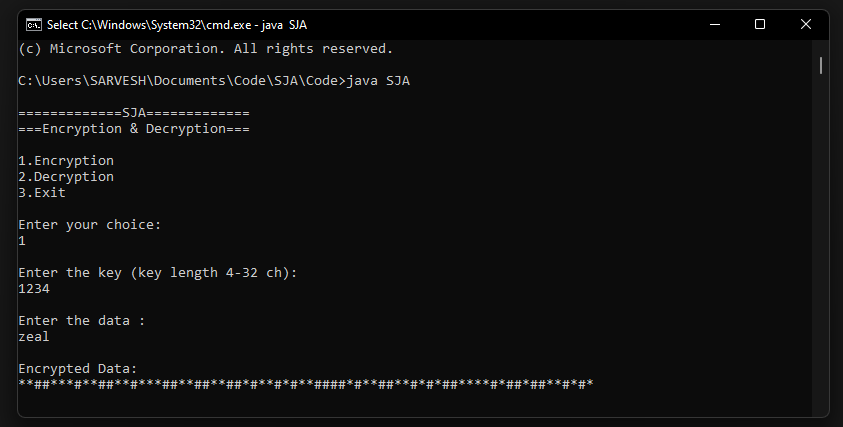 Select C:\Windows\System32\cmd.exe - java SJA
(c) Microsoft Corporation. All rights reserved.
C:\Users\SARVESH\Documents\Code\SJA\Code>java SJA
=============SJA=============
===Encryption & Decryption===
1.Encryption
2.Decryption
3.Exit
Enter your choice:
1
Enter the key (key length 4-32 ch):
1234
Enter the data :
zeal
Encrypted Data:
**##***#**##**#***##**##**##*#**#*#**####*#**##**#*#*##****#*##*##**#*#*